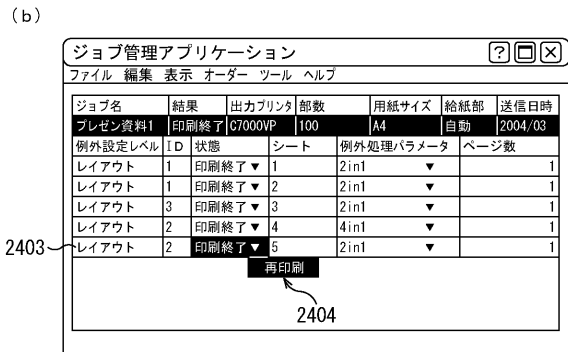 (b)
ジョブ管理アプリケーション ?
ファイル 編集 表示 オーダー ツール ヘルプ
ジョブ名 結果 出力プリンタ 部数 用紙サイズ 給紙部 送信日時
プレゼン資料1 印刷終了 C7000VP 100 A4 自動 2004/03
例外設定レベル ID 状態 シート 例外処理パラメータ ページ数
レイアウト 1 印刷終了▼ 1 2in1 ▼ 1
レイアウト 1 印刷終了▼ 2 2in1 ▼ 1
レイアウト 3 印刷終了▼ 3 2in1 ▼ 1
レイアウト 2 印刷終了▼ 4 4in1 ▼ 1
2403 レイアウト 2 印刷終了▼ 5 2in1 ▼ 1
再印刷
2404